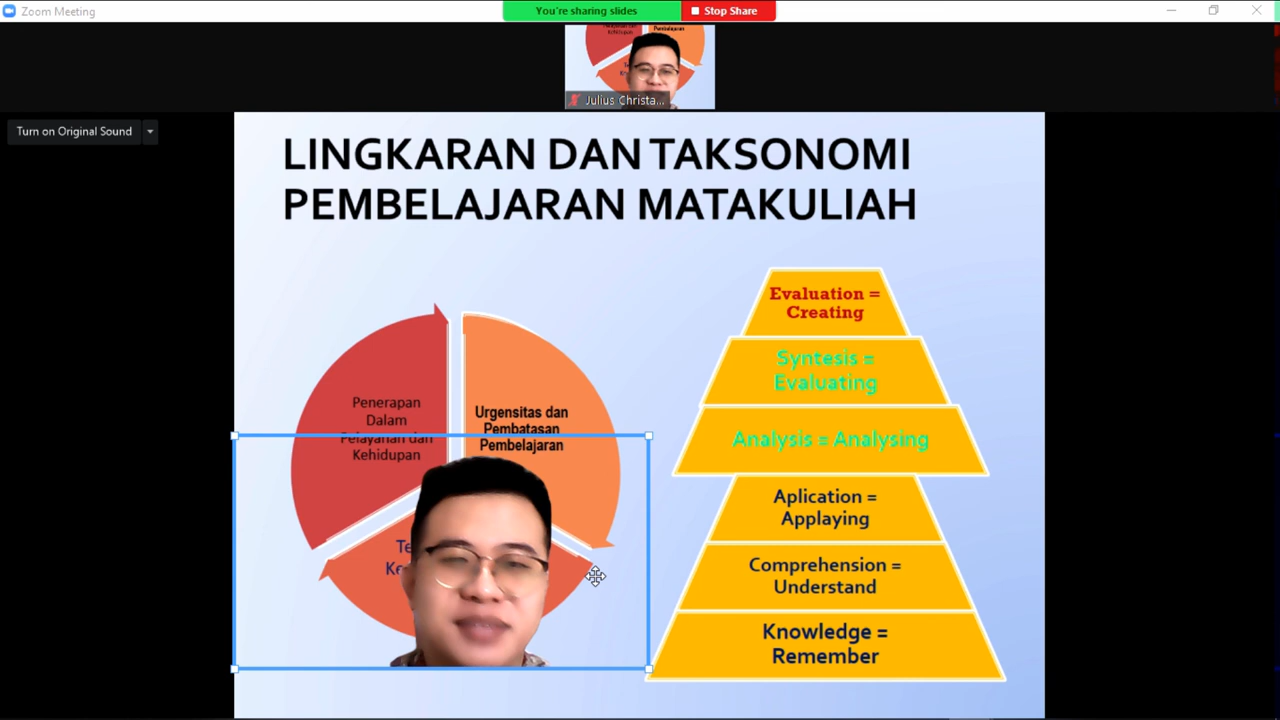 Zoom Meeting
You're sharing slides
Stop Share
Julius Christa...
Turn on Original Sound
LINGKARAN DAN TAKSONOMI
PEMBELAJARAN MATAKULIAH
Penerapan
Dalam
Pelayanan dan
Kehidupan
Urgensitas dan
Pembatasan
Pembelajaran
Evaluation =
Creating
Syntesis =
Evaluating
Analysis = Analysing
Aplication =
Applaying
Comprehension =
Understand
Knowledge =
Remember